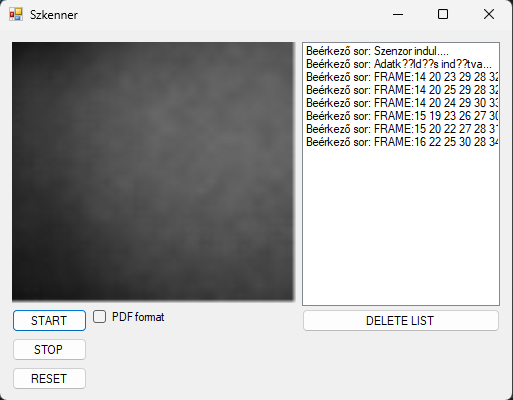 Szkenner
Beérkező sor: Szenzor indul....
Beérkező sor: Adatk??ld??s ind??tva...
Beérkező sor: FRAME:14 20 23 29 28 32
Beérkező sor: FRAME:14 20 25 29 28 32
Beérkező sor: FRAME:14 20 24 29 30 33
Beérkező sor: FRAME:15 19 23 26 27 30
Beérkező sor: FRAME:15 20 22 27 28 31
Beérkező sor: FRAME:16 22 25 30 28 34
START
PDF format
DELETE LIST
STOP
RESET